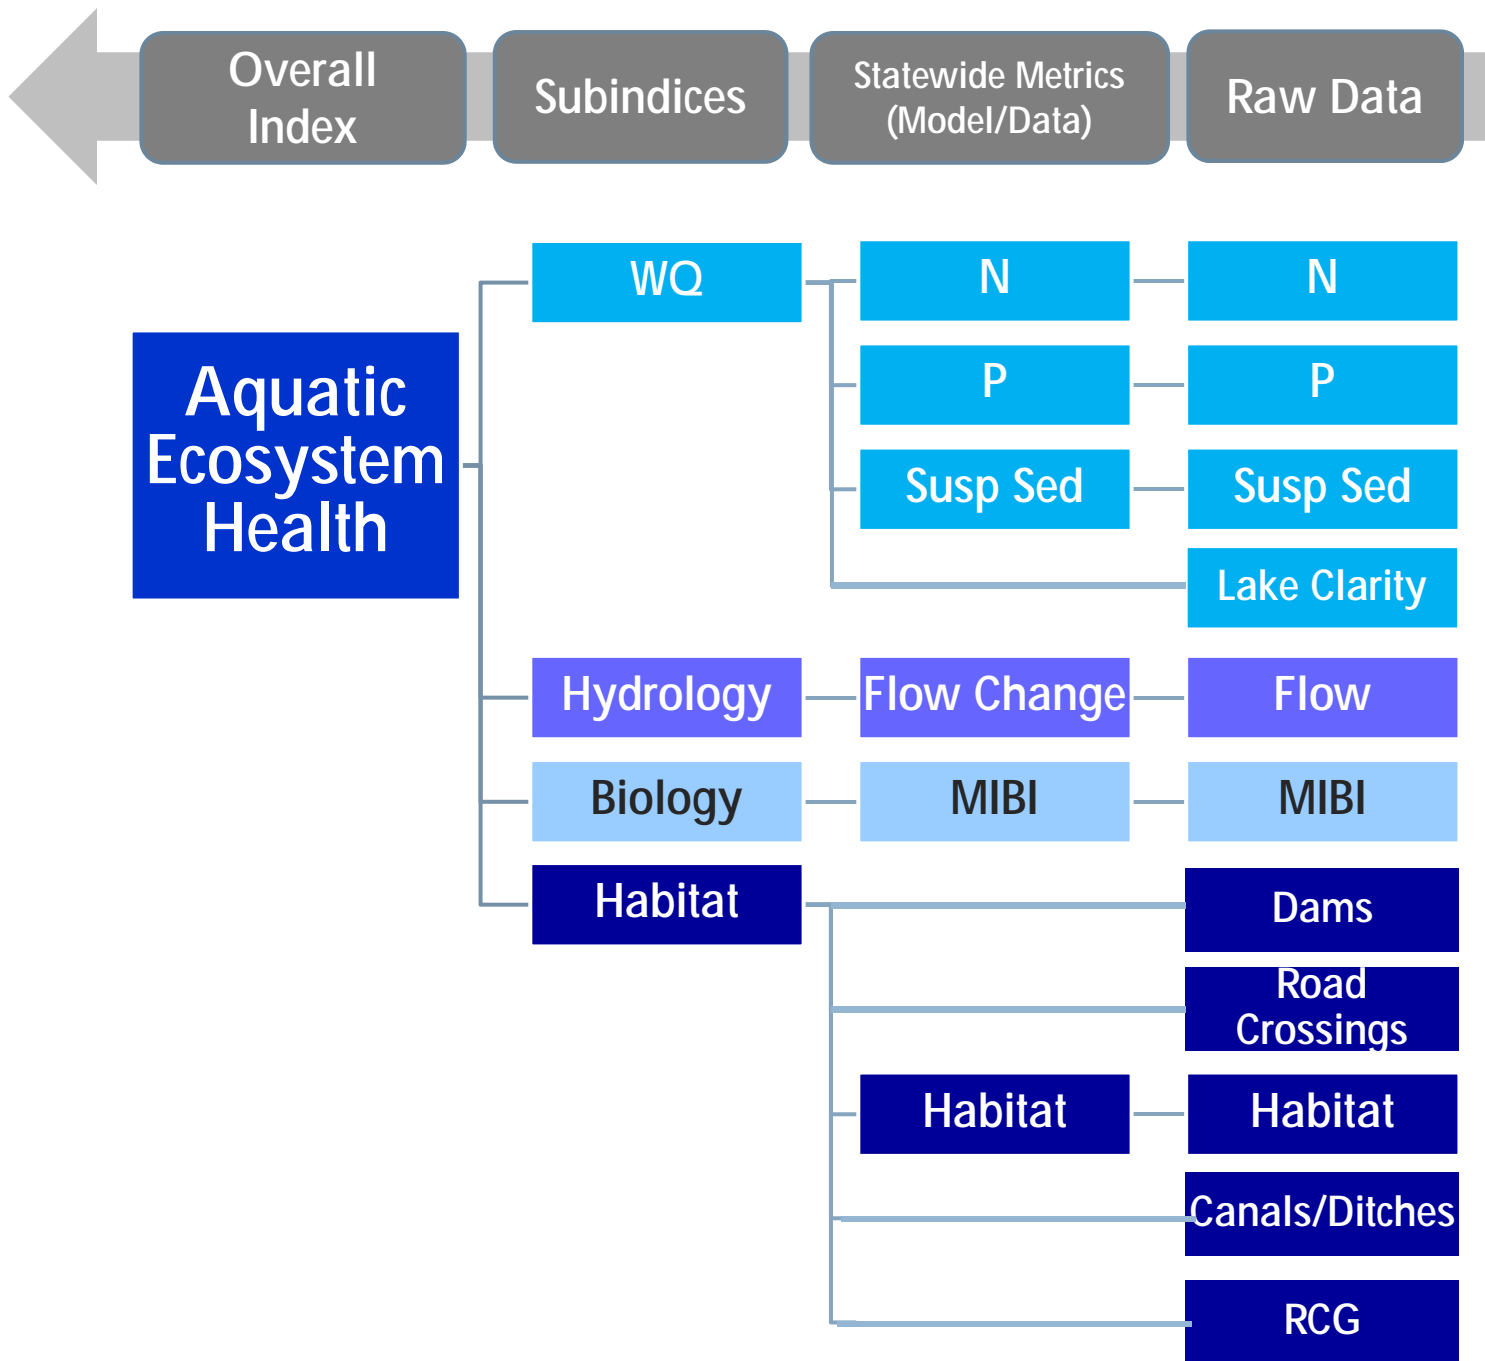 Overall
Index
Subindices
Statewide Metrics
(Model/Data)
Raw Data
WQ
N
N
Aquatic
Ecosystem
Health
P
P
Susp Sed
Susp Sed
Lake Clarity
Hydrology
Flow Change
Flow
Biology
MIBI
MIBI
Habitat
Dams
Road
Crossings
Habitat
Habitat
Canals/Ditches
RCG